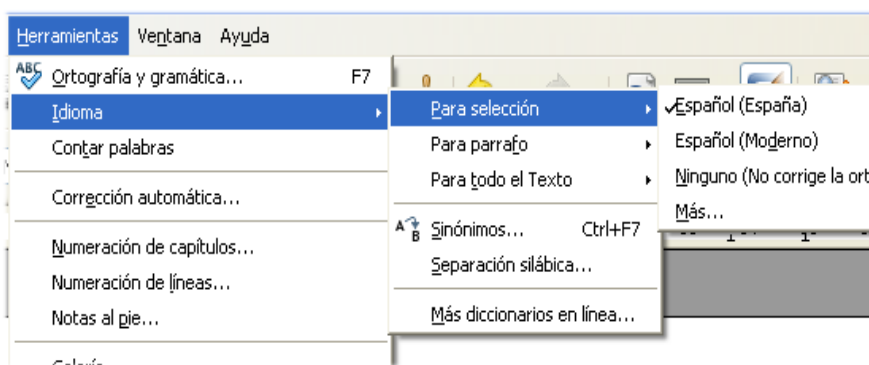 Herramientas Ventana Ayuda
ABC Ortografía y gramática... F7
Idioma
Contar palabras
Corrección automática...
Numeración de capítulos...
Numeración de líneas...
Notas al pie...
Para selección
Para parrafo
Para todo el Texto
A B Sinónimos... Ctrl+F7
Separación silábica...
Más diccionarios en línea...
Español (España)
Español (Moderno)
Ninguno (No corrige la ort
Más...